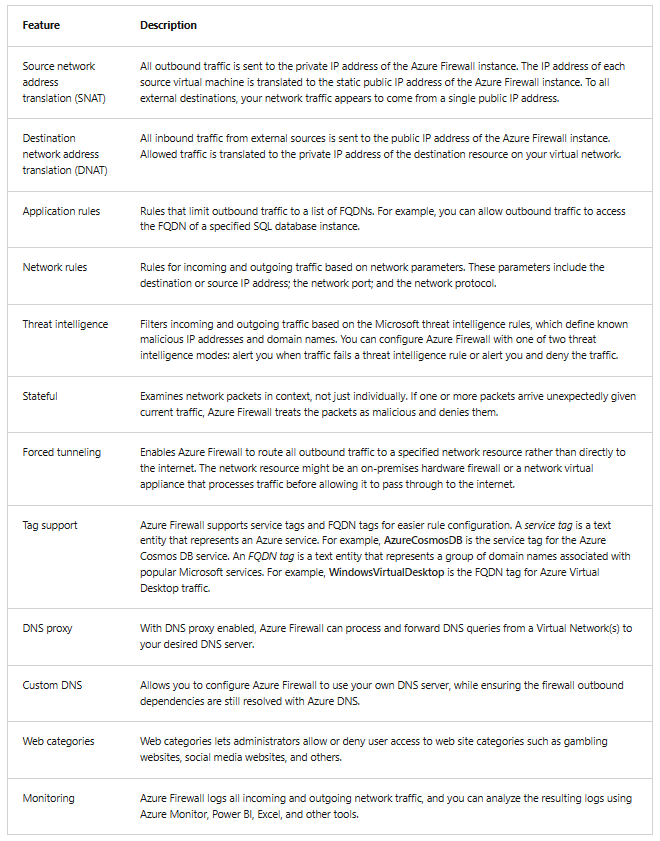 Feature Description
Source network All outbound traffic is sent to the private IP address of the Azure Firewall instance. The IP address of each
address source virtual machine is translated to the static public IP address of the Azure Firewall instance. To all
translation (SNAT) external destinations, your network traffic appears to come from a single public IP address.
Destination All inbound traffic from external sources is sent to the public IP address of the Azure Firewall instance.
network address Allowed traffic is translated to the private IP address of the destination resource on your virtual network.
translation (DNAT)
Application rules Rules that limit outbound traffic to a list of FQDNs. For example, you can allow outbound traffic to access
the FQDN of a specified SQL database instance.
Network rules Rules for incoming and outgoing traffic based on network parameters. These parameters include the
destination or source IP address; the network port; and the network protocol.
Threat intelligence Filters incoming and outgoing traffic based on the Microsoft threat intelligence rules, which define known
malicious IP addresses and domain names. You can configure Azure Firewall with one of two threat
intelligence modes: alert you when traffic fails a threat intelligence rule or alert you and deny the traffic.
Stateful Examines network packets in context, not just individually. If one or more packets arrive unexpectedly given
current traffic, Azure Firewall treats the packets as malicious and denies them.
Forced tunneling Enables Azure Firewall to route all outbound traffic to a specified network resource rather than directly to
the internet. The network resource might be an on-premises hardware firewall or a network virtual
appliance that processes traffic before allowing it to pass through to the internet.
Tag support Azure Firewall supports service tags and FQDN tags for easier rule configuration. A service tag is a text
entity that represents an Azure service. For example, AzureCosmosDB is the service tag for the Azure
Cosmos DB service. An FQDN tag is a text entity that represents a group of domain names associated with
popular Microsoft services. For example, WindowsVirtualDesktop is the FQDN tag for Azure Virtual
Desktop traffic.
DNS proxy With DNS proxy enabled, Azure Firewall can process and forward DNS queries from a Virtual Network(s) to
your desired DNS server.
Custom DNS Allows you to configure Azure Firewall to use your own DNS server, while ensuring the firewall outbound
dependencies are still resolved with Azure DNS.
Web categories Web categories lets administrators allow or deny user access to web site categories such as gambling
websites, social media websites, and others.
Monitoring Azure Firewall logs all incoming and outgoing network traffic, and you can analyze the resulting logs using
Azure Monitor, Power BI, Excel, and other tools.